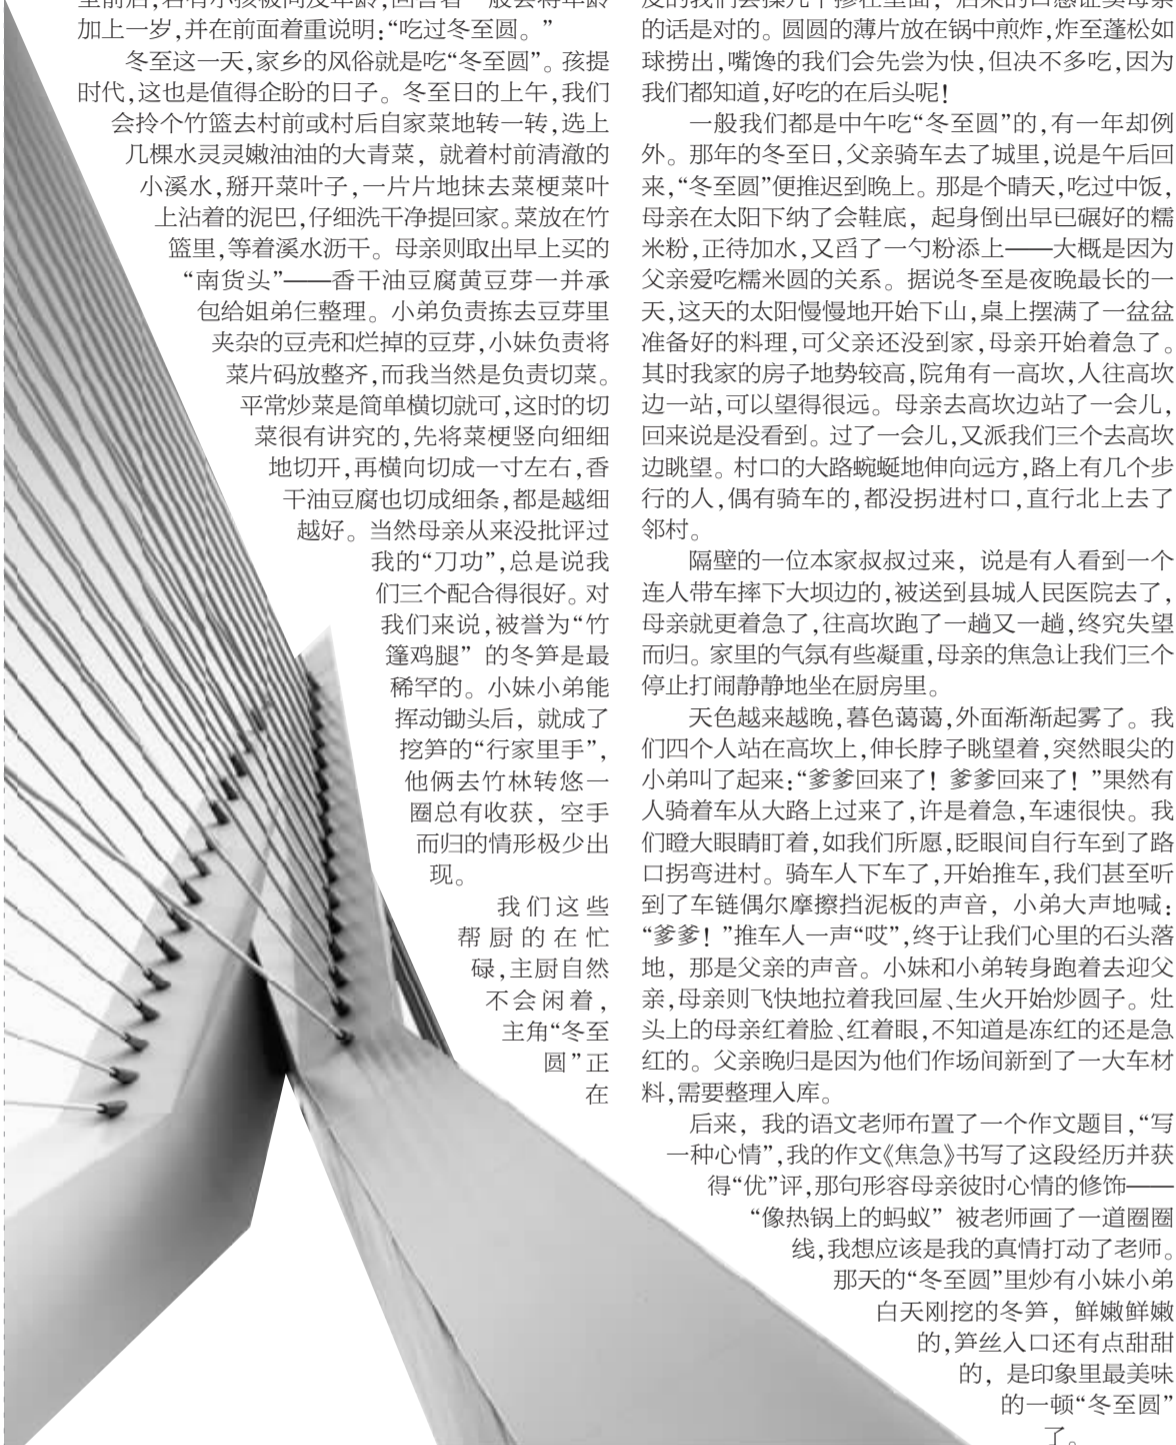 至前后,若有小孩被问及年龄,回答者一般会将年龄
加上一岁,并在前面着重说明:“吃过冬至圆。”
冬至这一天,家乡的风俗就是吃“冬至圆”。孩提
时代,这也是值得企盼的日子。冬至日的上午,我们
会拎个竹篮去村前或村后自家菜地转一转,选上
几棵水灵灵嫩油油的大青菜，就着村前清澈的
小溪水,掰开菜叶子,一片片地抹去菜梗菜叶
上沾着的泥巴,仔细洗干净提回家。菜放在竹
篮里,等着溪水沥干。母亲则取出早上买的
“南货头”——香干油豆腐黄豆芽一并承
包给姐弟仨整理。小弟负责拣去豆芽里
夹杂的豆壳和烂掉的豆芽,小妹负责将
菜片码放整齐,而我当然是负责切菜。
平常炒菜是简单横切就可,这时的切
菜很有讲究的,先将菜梗竖向细细
地切开,再横向切成一寸左右,香
干油豆腐也切成细条,都是越细
越好。当然母亲从来没批评过
我的“刀功”,总是说我
们三个配合得很好。对
我们来说,被誉为“竹
篷鸡腿”的冬笋是最
稀罕的。小妹小弟能
挥动锄头后，就成了
挖笋的“行家里手”,
他俩去竹林转悠一
圈总有收获，空手
而归的情形极少出
现。
我们这些
帮厨的在忙
碌,主厨自然
不会闲着,
主角“冬至
圆”正
在
的话是对的。圆圆的薄片放在锅中煎炸,炸至蓬松如
球捞出,嘴馋的我们会先尝为快,但决不多吃,因为
我们都知道,好吃的在后头呢!
一般我们都是中午吃“冬至圆”的,有一年却例
外。那年的冬至日,父亲骑车去了城里,说是午后回
来,“冬至圆”便推迟到晚上。那是个晴天,吃过中饭,
母亲在太阳下纳了会鞋底，起身倒出早已碾好的糯
米粉,正待加水,又舀了一勺粉添上——大概是因为
父亲爱吃糯米圆的关系。据说冬至是夜晚最长的一
天,这天的太阳慢慢地开始下山,桌上摆满了一盆盆
准备好的料理,可父亲还没到家,母亲开始着急了。
其时我家的房子地势较高,院角有一高坎,人往高坎
边一站,可以望得很远。母亲去高坎边站了一会儿,
回来说是没看到。过了一会儿,又派我们三个去高坎
边眺望。村口的大路蜿蜒地伸向远方,路上有几个步
行的人,偶有骑车的,都没拐进村口,直行北上去了
邻村。
隔壁的一位本家叔叔过来，说是有人看到一个
连人带车摔下大坝边的,被送到县城人民医院去了,
母亲就更着急了,往高坎跑了一趟又一趟,终究失望
而归。家里的气氛有些凝重,母亲的焦急让我们三个
停止打闹静静地坐在厨房里。
天色越来越晚,暮色蔼蔼,外面渐渐起雾了。我
们四个人站在高坎上,伸长脖子眺望着,突然眼尖的
小弟叫了起来:“爹爹回来了! 爹爹回来了! ”果然有
人骑着车从大路上过来了,许是着急,车速很快。我
们瞪大眼睛盯着,如我们所愿,眨眼间自行车到了路
口拐弯进村。骑车人下车了,开始推车,我们甚至听
到了车链偶尔摩擦挡泥板的声音，小弟大声地喊:
“爹爹! ”推车人一声“哎”,终于让我们心里的石头落
地，那是父亲的声音。小妹和小弟转身跑着去迎父
亲,母亲则飞快地拉着我回屋、生火开始炒圆子。灶
头上的母亲红着脸、红着眼,不知道是冻红的还是急
红的。父亲晚归是因为他们作场间新到了一大车材
料,需要整理入库。
后来，我的语文老师布置了一个作文题目,“写
一种心情”,我的作文《焦急》书写了这段经历并获
得“优”评,那句形容母亲彼时心情的修饰——
“像热锅上的蚂蚁”被老师画了一道圈圈
线,我想应该是我的真情打动了老师。
那天的“冬至圆”里炒有小妹小弟
白天刚挖的冬笋，鲜嫩鲜嫩
的,笋丝入口还有点甜甜
的，是印象里最美味
的一顿“冬至圆”
了。